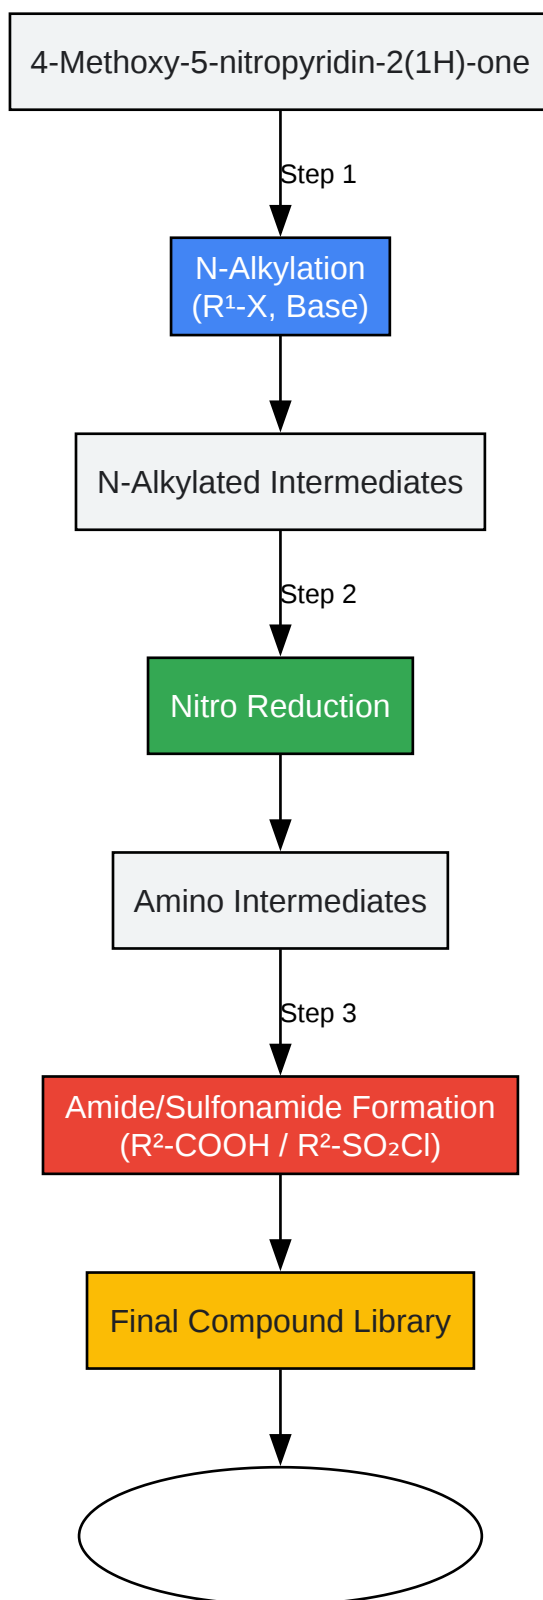 4-Methoxy-5-nitropyridin-2(1H)-one
Step 1
N-Alkylation
(R¹-X, Base)
N-Alkylated Intermediates
Step 2
Nitro Reduction
Amino Intermediates
Step 3
Amide/Sulfonamide Formation
(R²-COOH / R²-SO₂Cl)
Final Compound Library